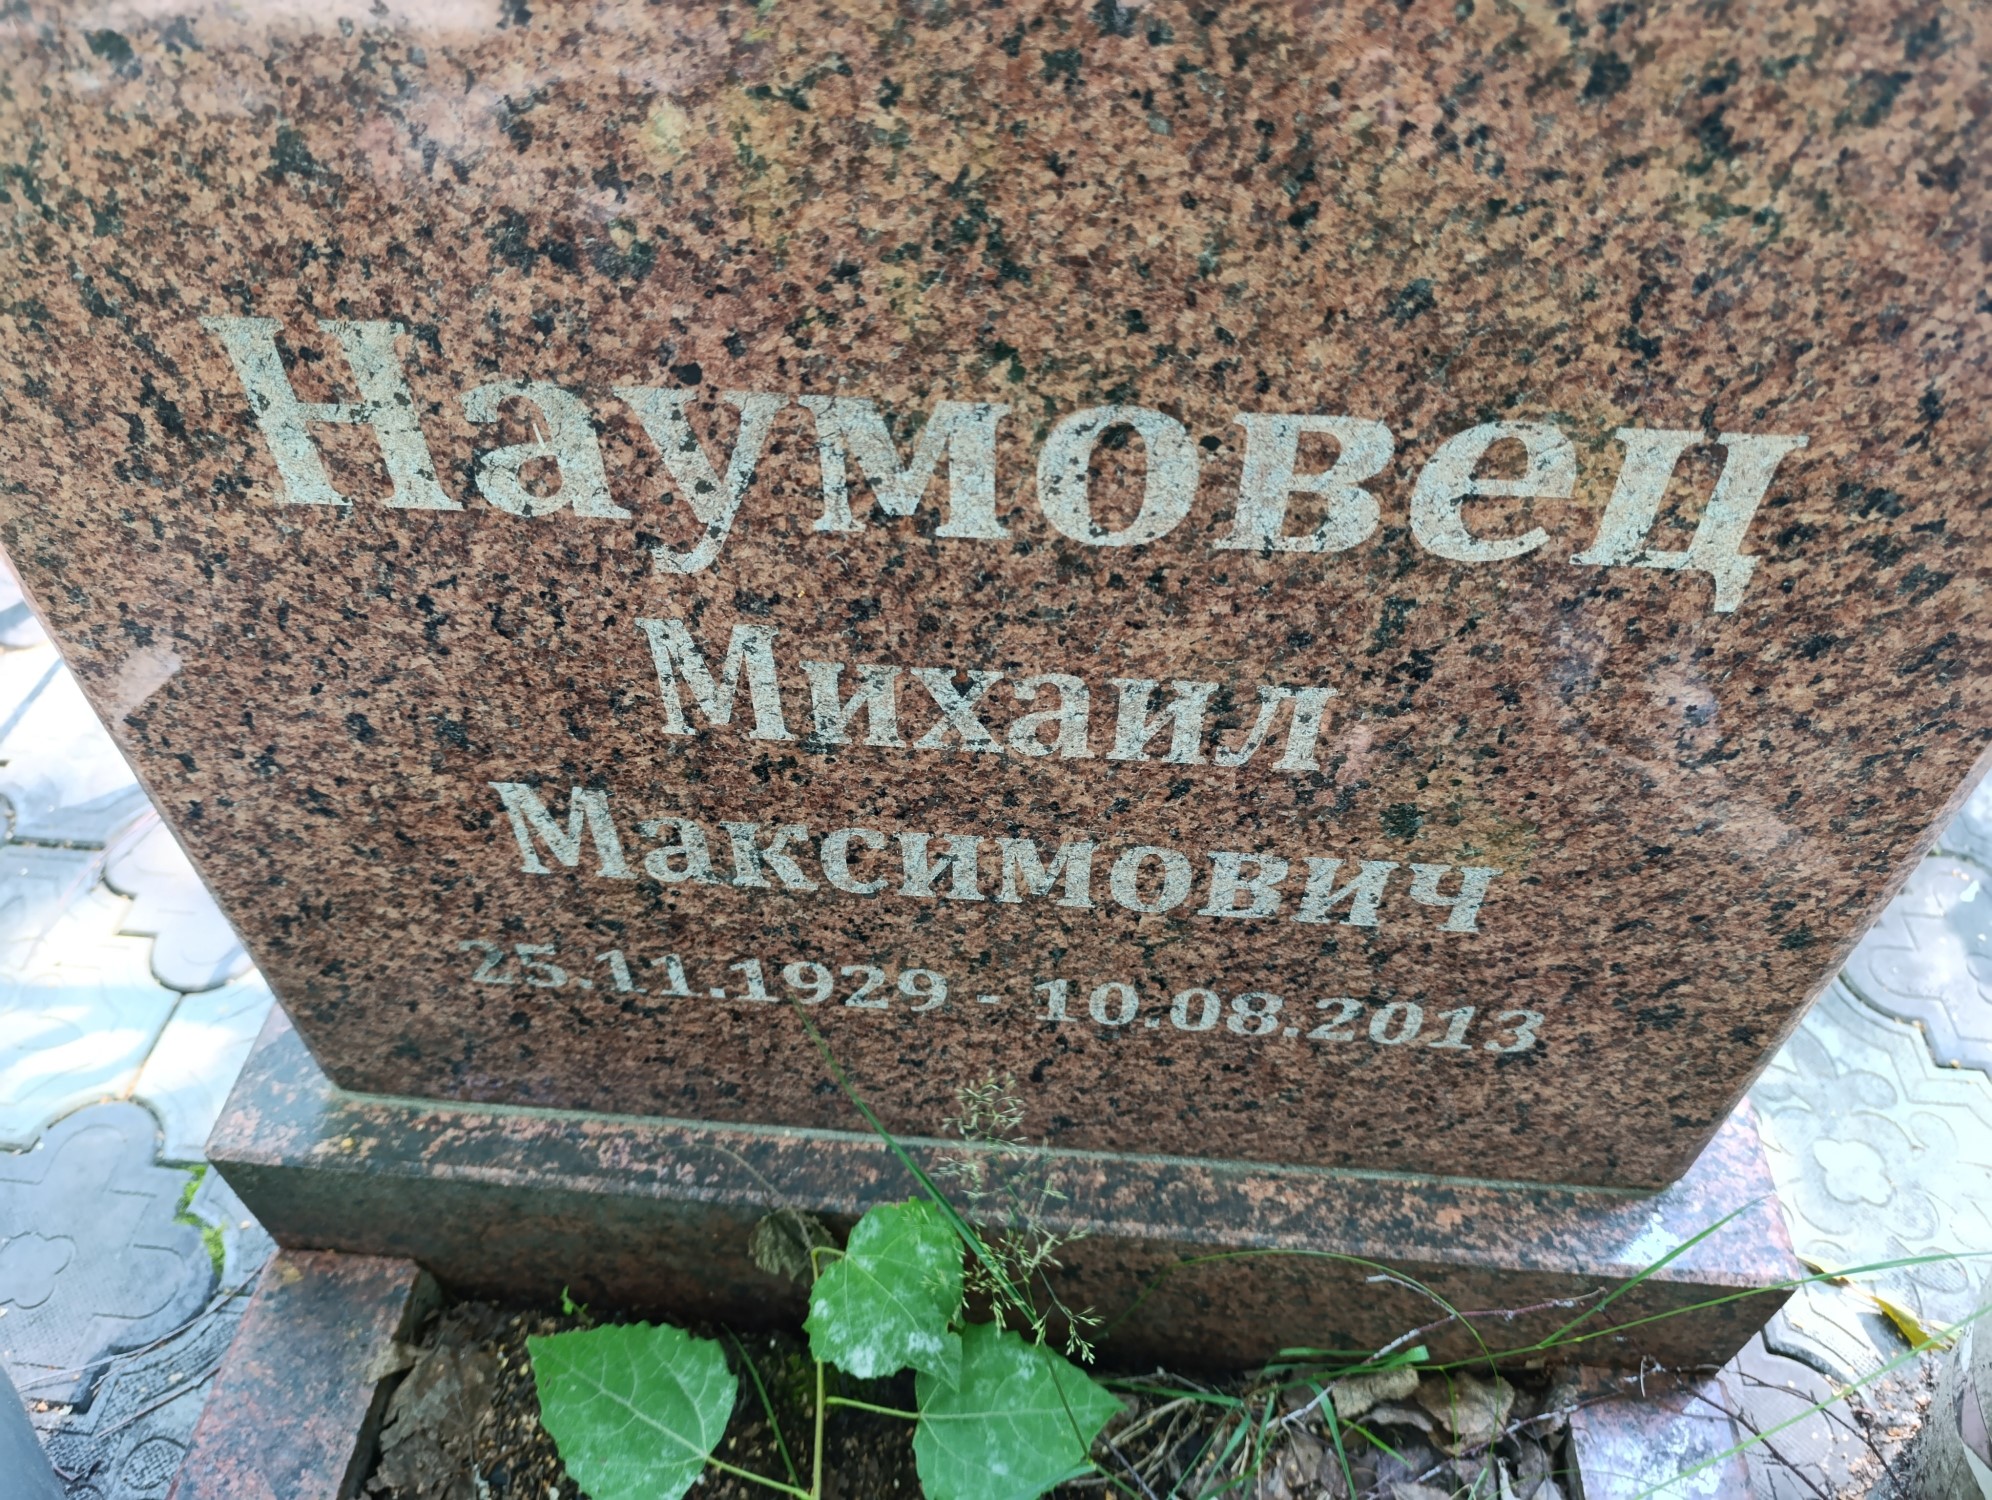 Наумовец
Михаил
Максимович
25.11.1929 - 10.08.2013